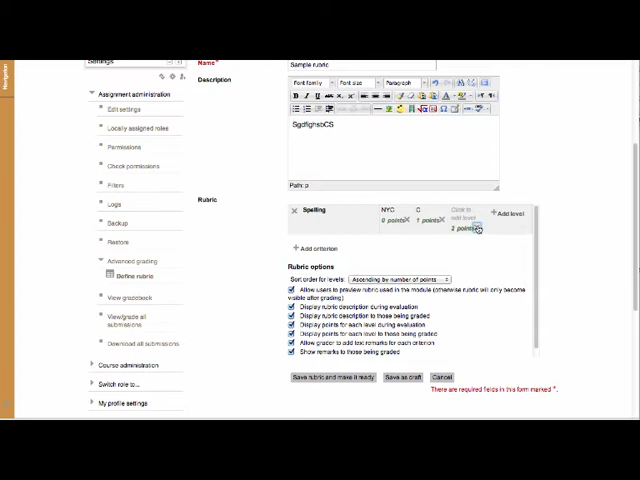 Navigation
Settings
Assignment administration
Edit settings
Locally assigned roles
Permissions
Check permissions
Filters
Logs
Backup
Restore
Advanced grading
Define rubric
View gradebook
View/grade all
submissions
Download all submissions
Course administration
Switch role to...
My profile settings
Name* Sample rubric
Description
Font family Font size Paragraph
SgdfighsbCS
Path: p
Rubric
Spelling
NYC
0 points
C
1 points
Click to
add level
2 points
Add level
Add criterion
Rubric options
Sort order for levels: Ascending by number of points
Allow users to preview rubric used in the module (otherwise rubric will only become
visible after grading)
Display rubric description during evaluation
Display rubric description to those being graded
Display points for each level during evaluation
Display points for each level to those being graded
Allow grader to add text remarks for each criterion
Show remarks to those being graded
Save rubric and make it ready Save as draft Cancel
There are required fields in this form marked *.